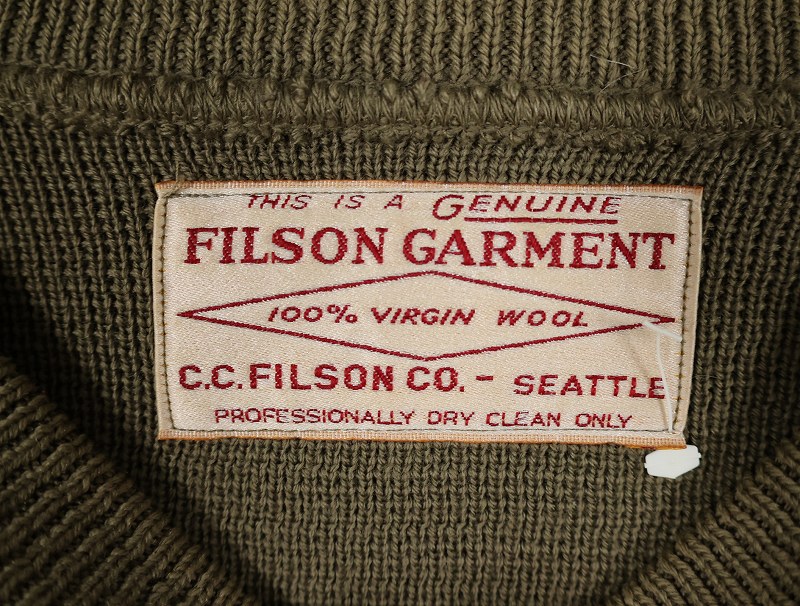 THIS IS A GENUINE
FILSON GARMENT
100% VIRGIN WOOL
C.C. FILSON CO. - SEATTLE
PROFESSIONALLY DRY CLEAN ONLY